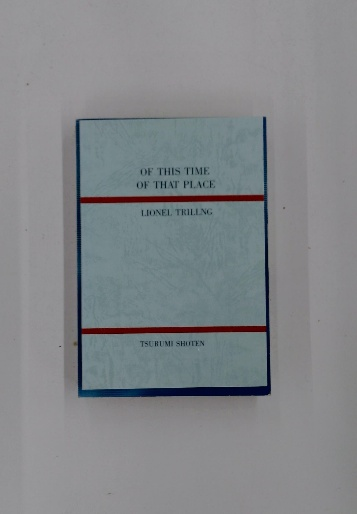 OF THIS TIME
OF THAT PLACE
LIONEL TRILLNG
TSURUMI SHOTEN